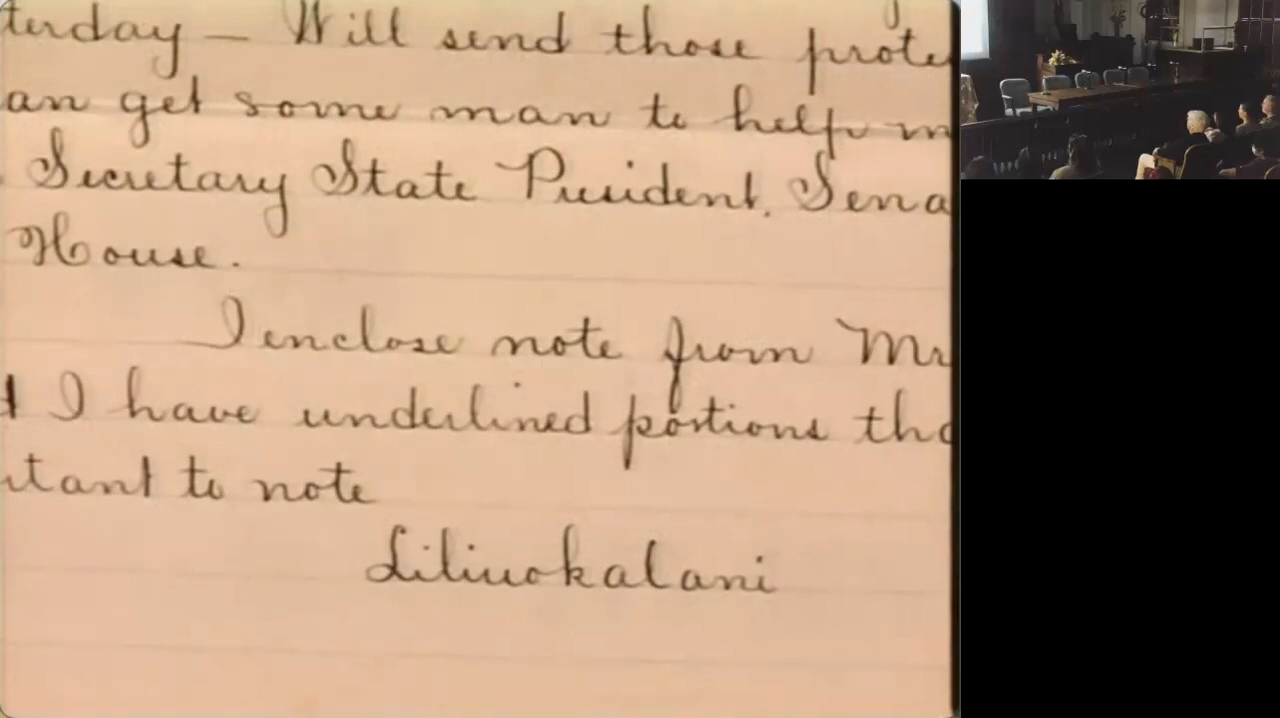 terday — Will send those prote
an get some man to help m
. Secretary State President. Sena
House.
I enclose note from Mr
I have underlined portions tha
rtant to note
Liliuokalani